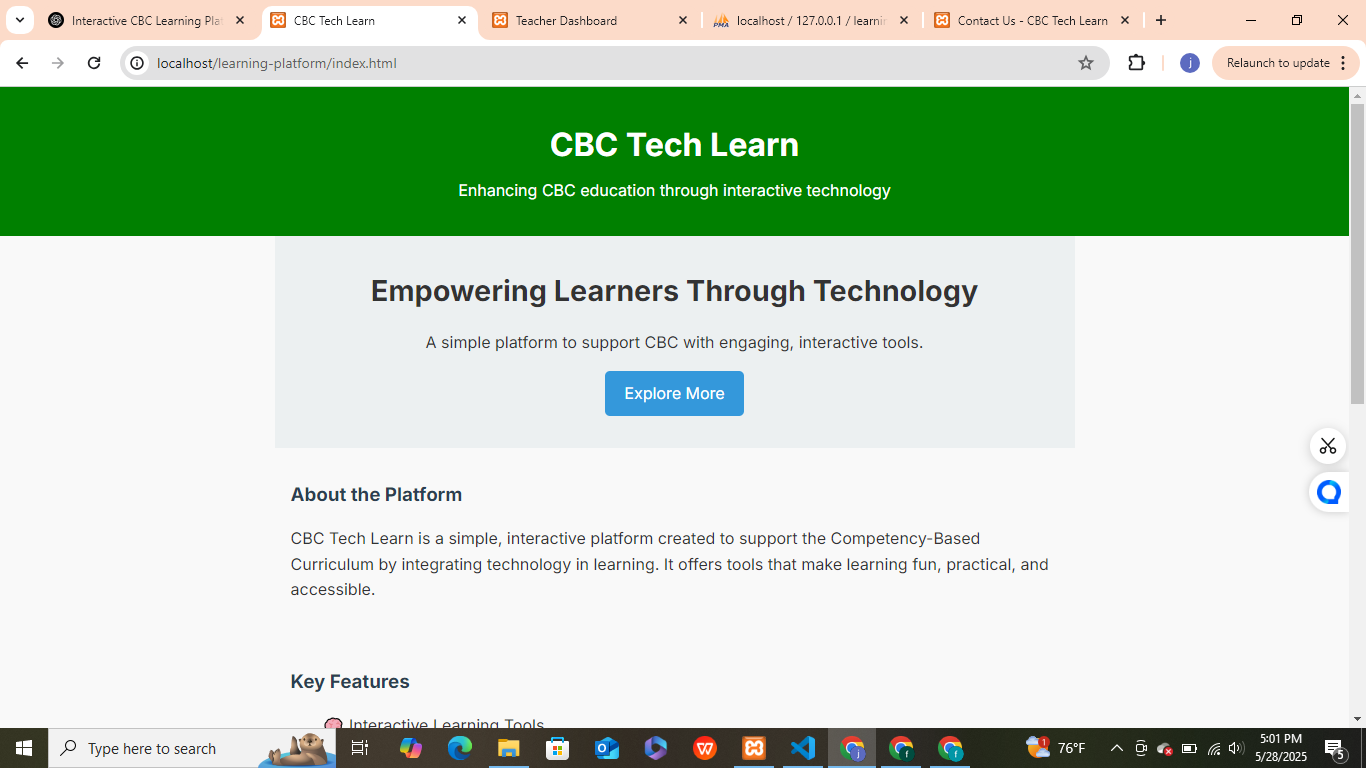 Interactive CBC Learning Pla
CBC Tech Learn
Teacher Dashboard
PMA
localhost / 127.0.0.1 / learnin
Contact Us - CBC Tech Learn
localhost/learning-platform/index.html
j
Relaunch to update
CBC Tech Learn
Enhancing CBC education through interactive technology
Empowering Learners Through Technology
A simple platform to support CBC with engaging, interactive tools.
Explore More
About the Platform
CBC Tech Learn is a simple, interactive platform created to support the Competency-Based
Curriculum by integrating technology in learning. It offers tools that make learning fun, practical, and
accessible.
Key Features
Interactive Learning Tools
Type here to search
W
j
f
f
1
76°F
5:01 PM
5/28/2025
5